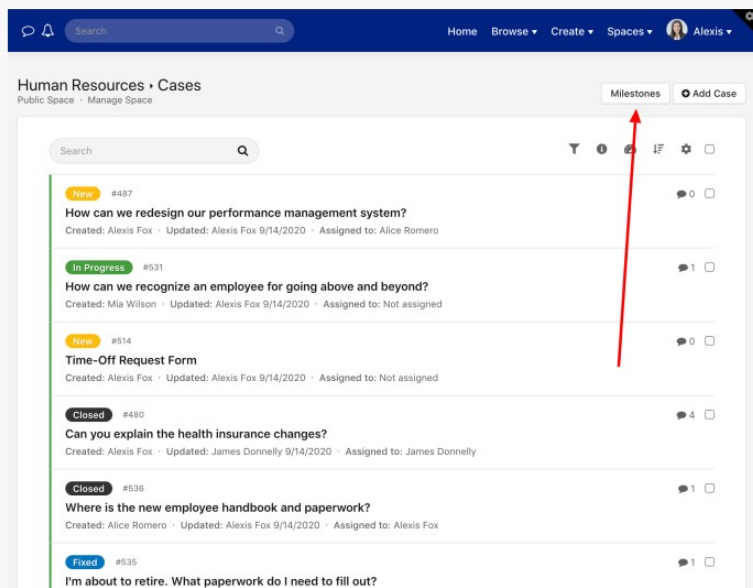 Search
Home Browse Create Spaces Alexis
Human Resources › Cases
Public Space · Manage Space
Milestones
Add Case
Search
New #487
0
How can we redesign our performance management system?
Created: Alexis Fox · Updated: Alexis Fox 9/14/2020 · Assigned to: Alice Romero
In Progress #531
1
How can we recognize an employee for going above and beyond?
Created: Mia Wilson · Updated: Alexis Fox 9/14/2020 · Assigned to: Not assigned
New #514
0
Time-Off Request Form
Created: Alexis Fox · Updated: Alexis Fox 9/14/2020 · Assigned to: Not assigned
Closed #480
4
Can you explain the health insurance changes?
Created: Alexis Fox · Updated: James Donnelly 9/14/2020 · Assigned to: James Donnelly
Closed #536
1
Where is the new employee handbook and paperwork?
Created: Alice Romero · Updated: Alexis Fox 9/14/2020 · Assigned to: Alexis Fox
Fixed #535
1
I'm about to retire. What paperwork do I need to fill out?